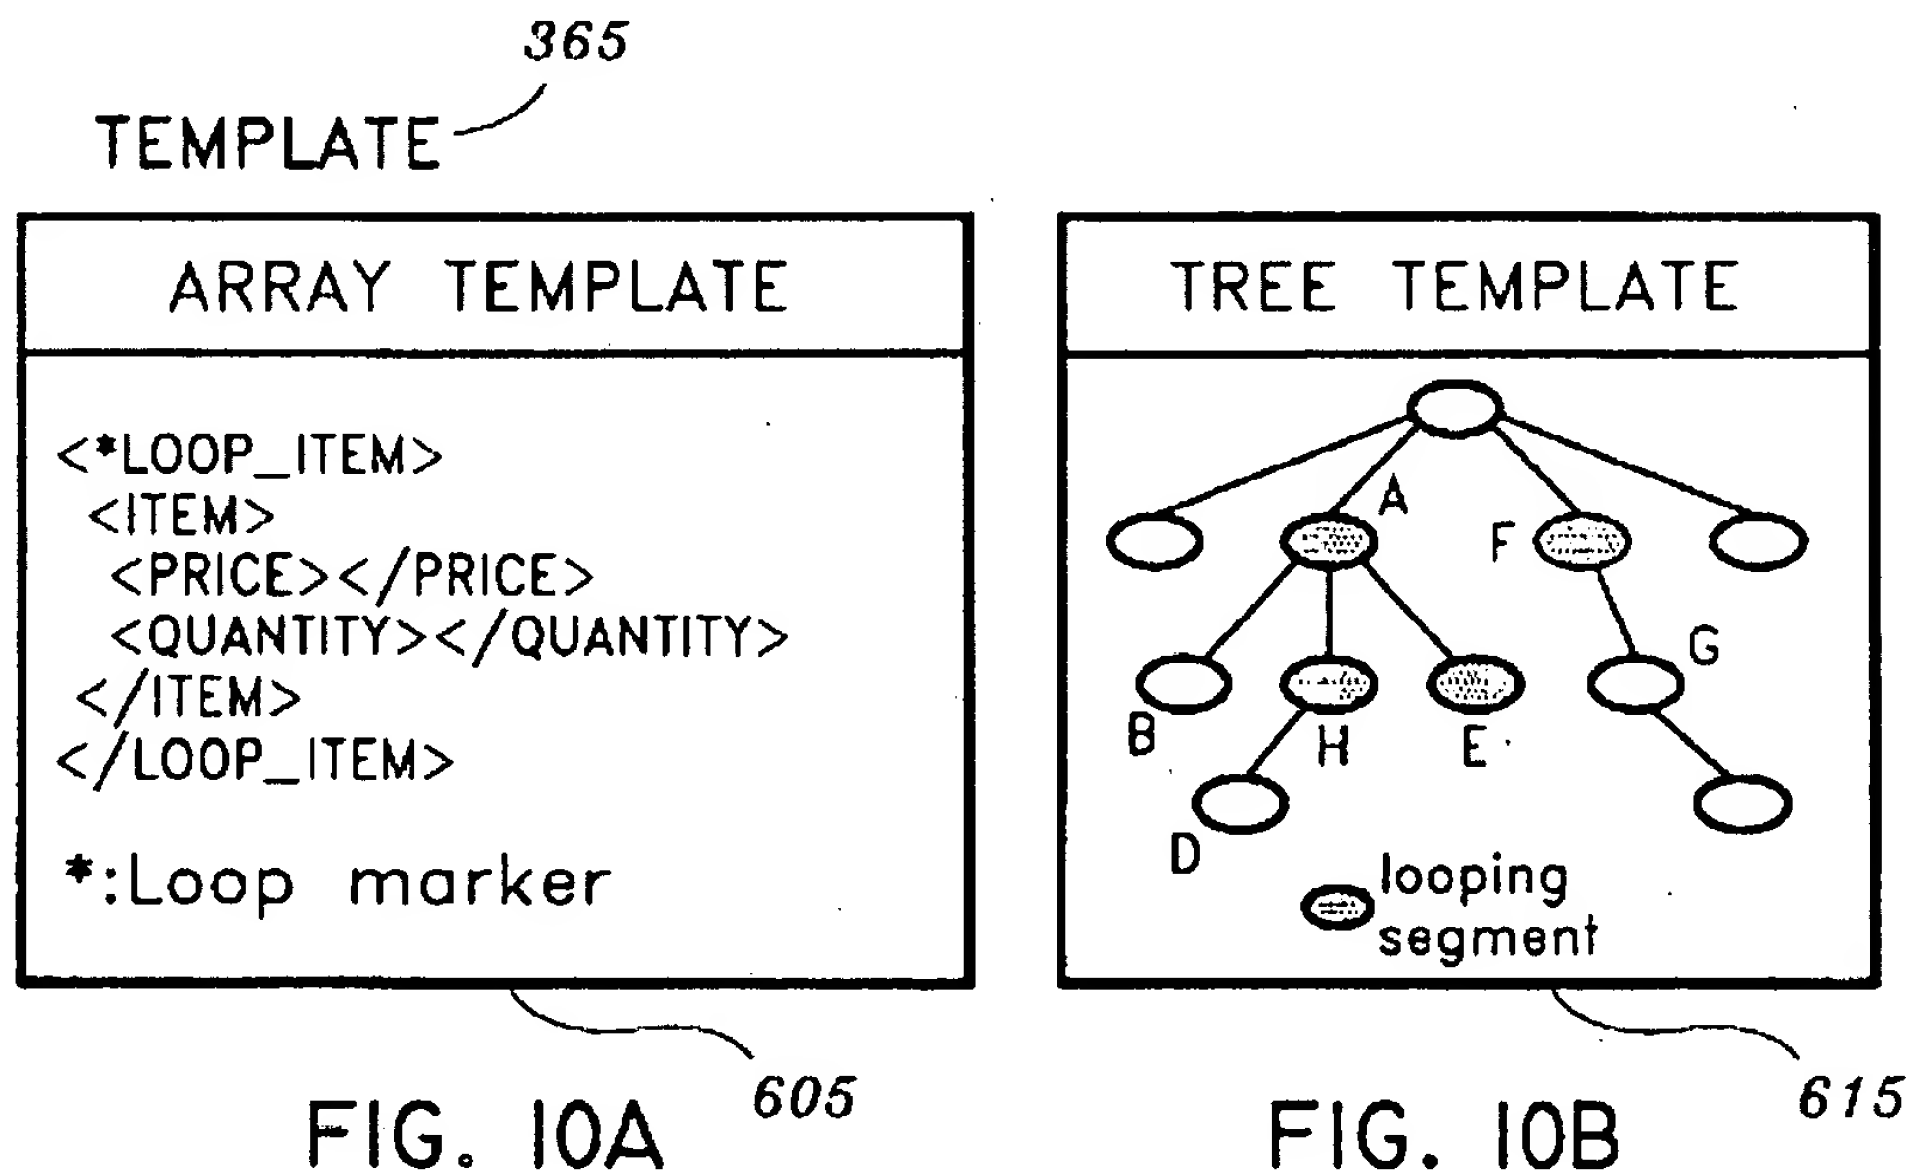 365
TEMPLATE
ARRAY TEMPLATE
<*LOOP_ITEM>
<ITEM>
<PRICE></PRICE>
<QUANTITY></QUANTITY>
</ITEM>
</LOOP_ITEM>
*:Loop marker
605
FIG. 10A
TREE TEMPLATE
A
F
G
B
H
E
D
looping
segment
615
FIG. 10B